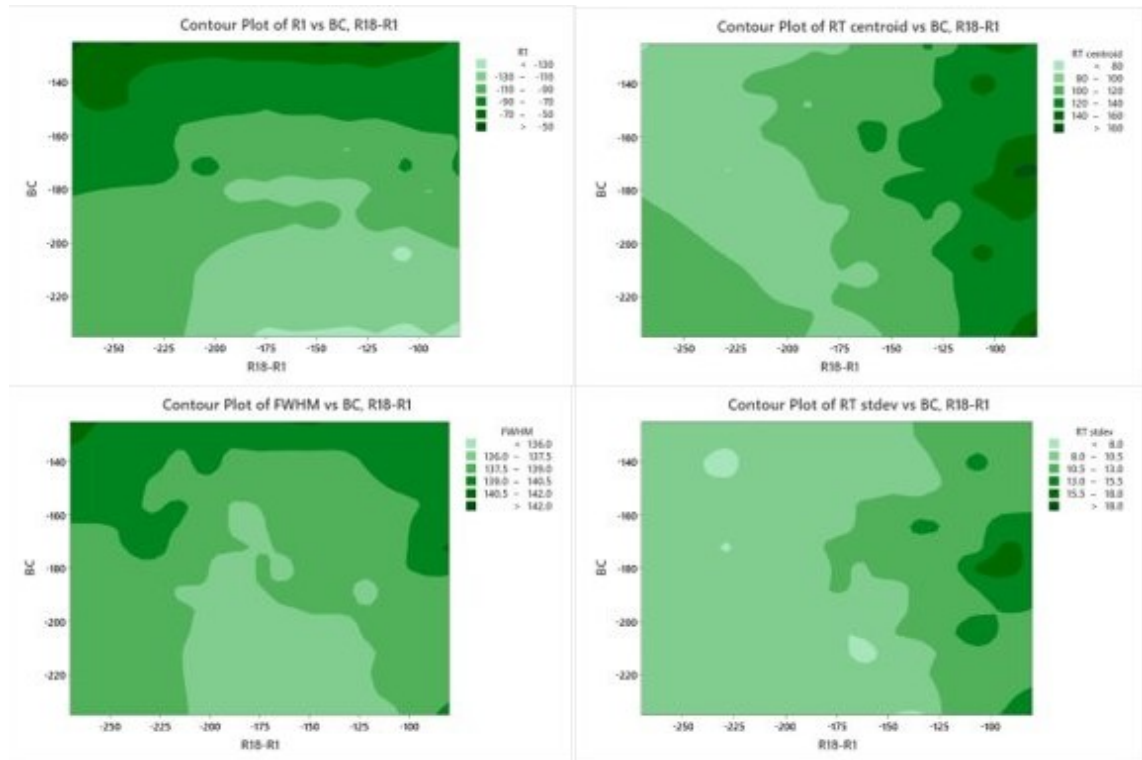 Contour Plot of R1 vs BC, R18-R1
R1
< -130
-130 – -110
-110 – -90
-90 – -70
-70 – -50
> -50
-140
-160
-180
-200
-220
BC
-250 -200 -175 -150 -125 -100
R18-R1
Contour Plot of RT centroid vs BC, R18-R1
RT centroid
< 80
80 – 100
100 – 120
120 – 140
140 – 160
> 160
-140
-160
-180
-200
-220
BC
-250 -200 -175 -150 -125 -100
R18-R1
Contour Plot of FWHM vs BC, R18-R1
FWHM
< 136.0
136.0 – 137.5
137.5 – 139.0
139.0 – 140.5
140.5 – 142.0
> 142.0
-140
-160
-180
-200
-220
BC
-250 -200 -175 -150 -125 -100
R18-R1
Contour Plot of RT stdev vs BC, R18-R1
RT stdev
< 8.0
8.0 – 10.5
10.5 – 13.0
13.0 – 15.5
15.5 – 18.0
> 18.0
-140
-160
-180
-200
-220
BC
-250 -200 -175 -150 -125 -100
R18-R1